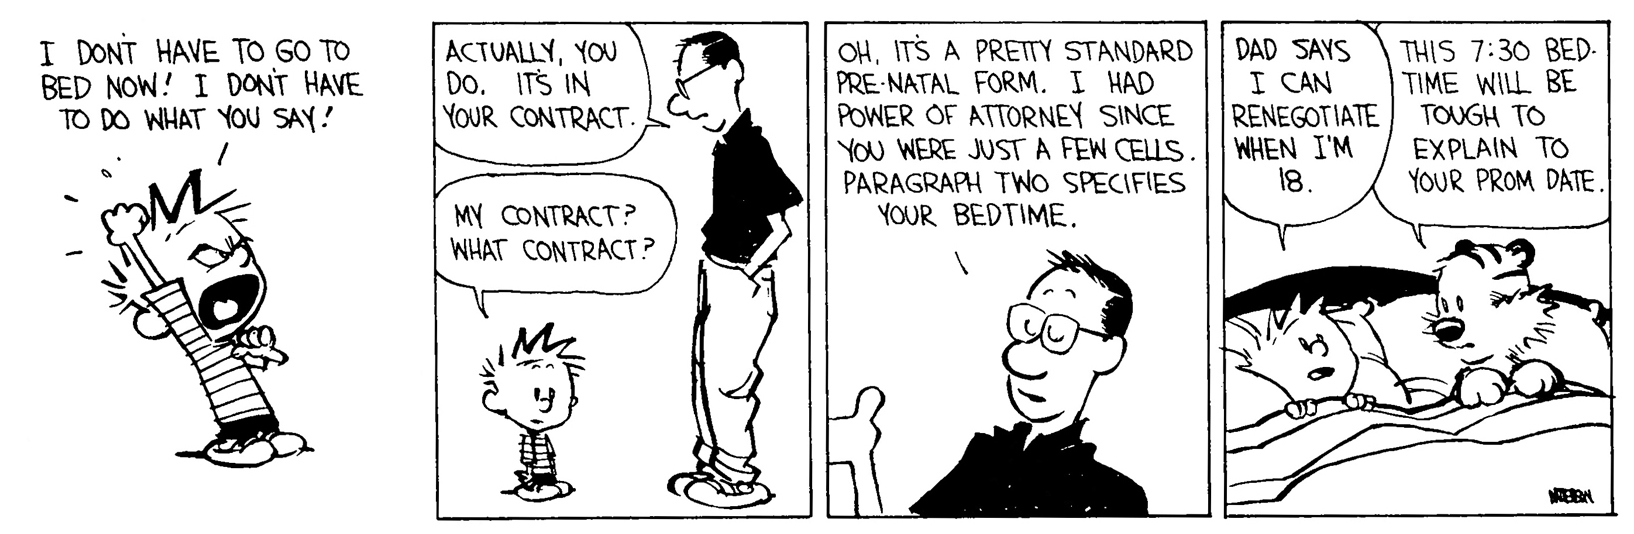 I DON'T HAVE TO GO TO
BED NOW! I DON'T HAVE
TO DO WHAT YOU SAY!
ACTUALLY, YOU
DO. IT'S IN
YOUR CONTRACT.
MY CONTRACT?
WHAT CONTRACT?
OH, IT'S A PRETTY STANDARD
PRE-NATAL FORM. I HAD
POWER OF ATTORNEY SINCE
YOU WERE JUST A FEW CELLS.
PARAGRAPH TWO SPECIFIES
YOUR BEDTIME.
DAD SAYS
I CAN
RENEGOTIATE
WHEN I'M
18.
THIS 7:30 BED-
TIME WILL BE
TOUGH TO
EXPLAIN TO
YOUR PROM DATE.